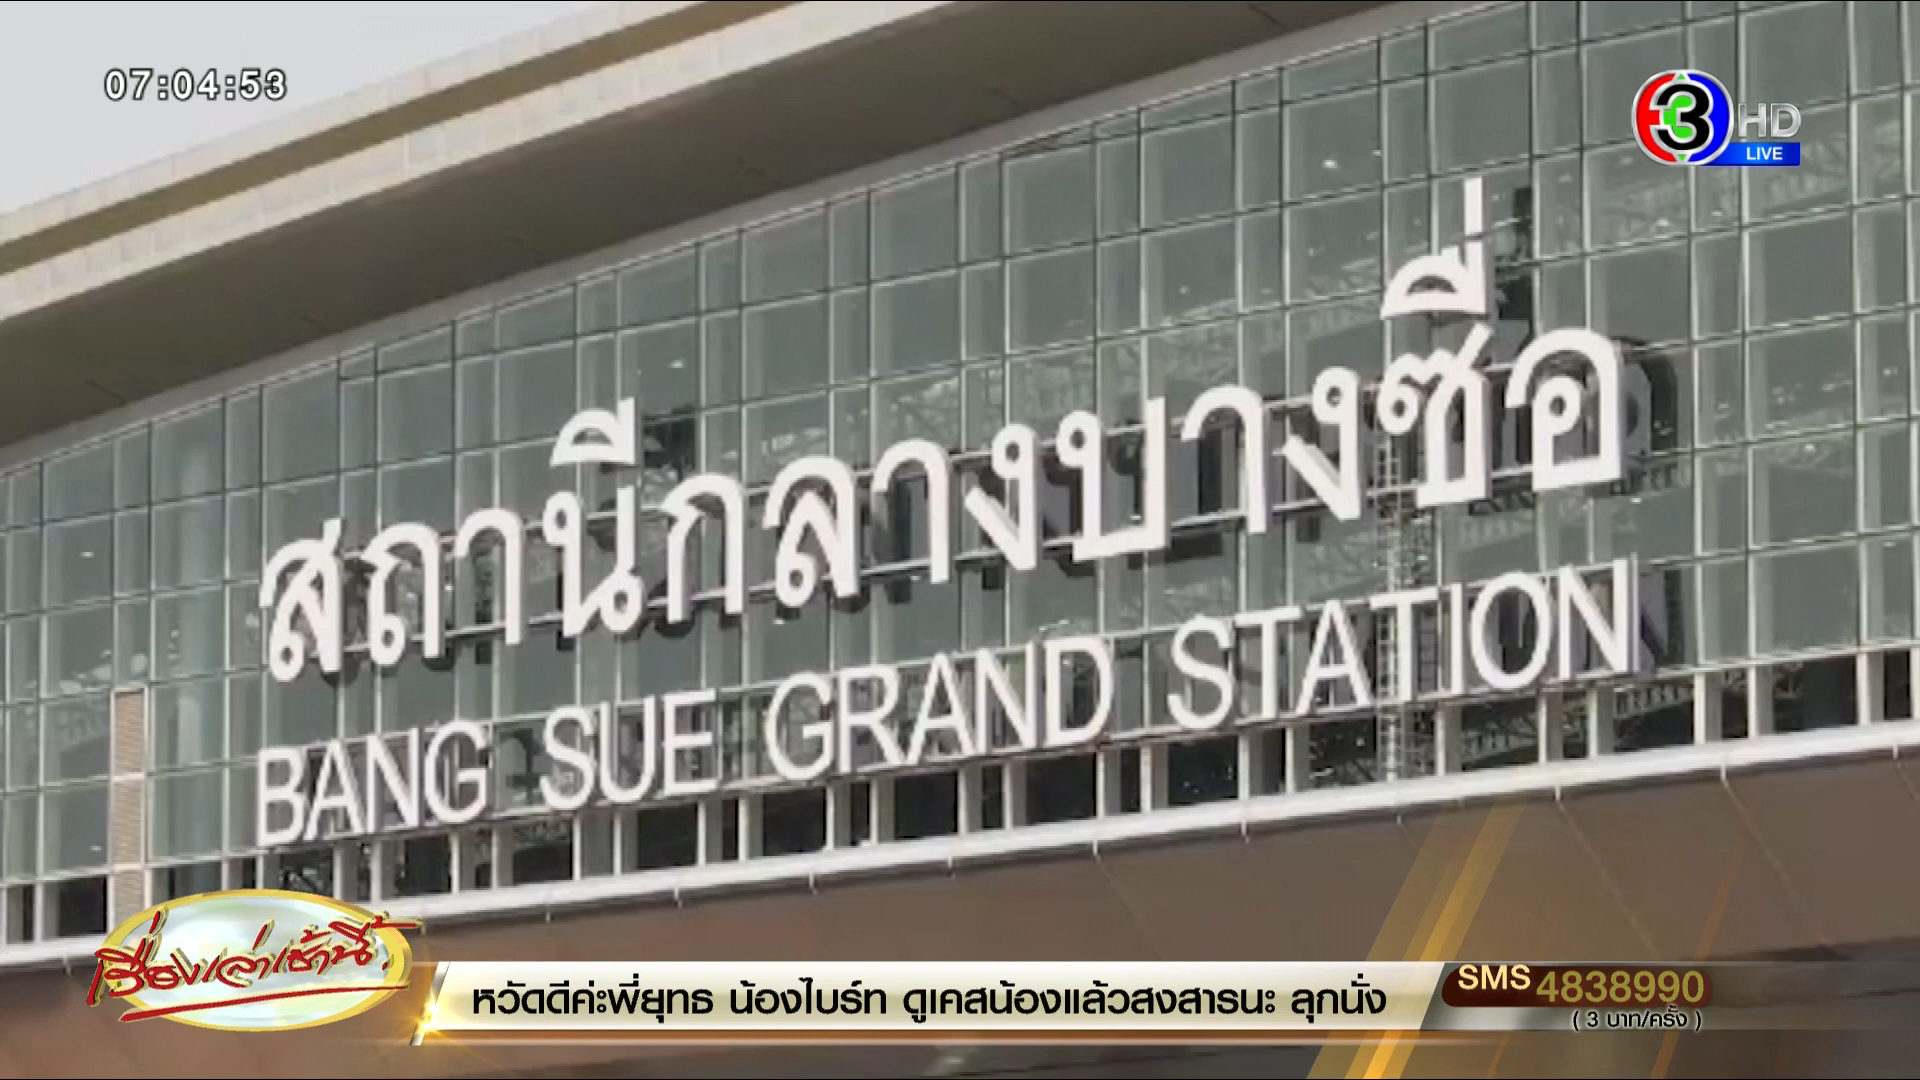 07:04:53
3 HD
LIVE
สถานีกลางบางซื่อ
BANG SUE GRAND STATION
เรื่องเล่าเช้านี้
หวัดดีค่ะพี่ยุทธ น้องไบร์ท ดูเคสน้องแล้วสงสารนะ ลุกนั่ง
SMS 4838990
( 3 บาท/ครั้ง )